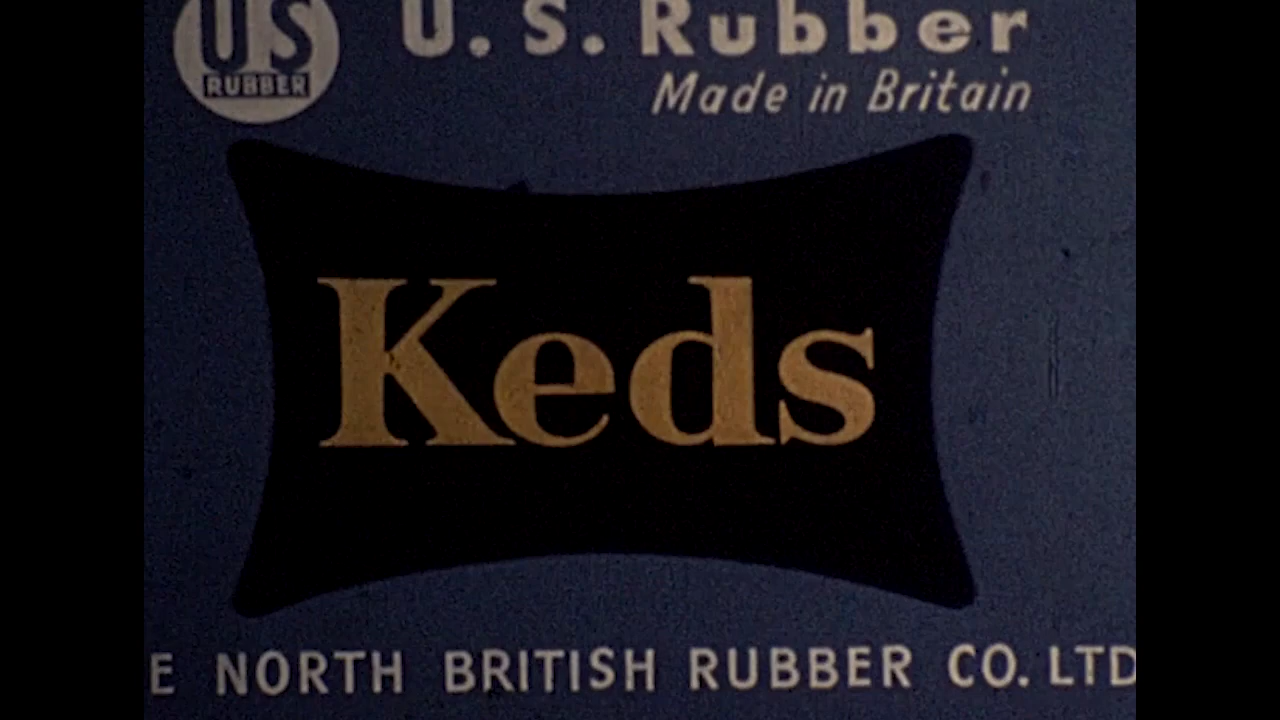 US
RUBBER
U. S. Rubber
Made in Britain
Keds
E NORTH BRITISH RUBBER CO. LTD